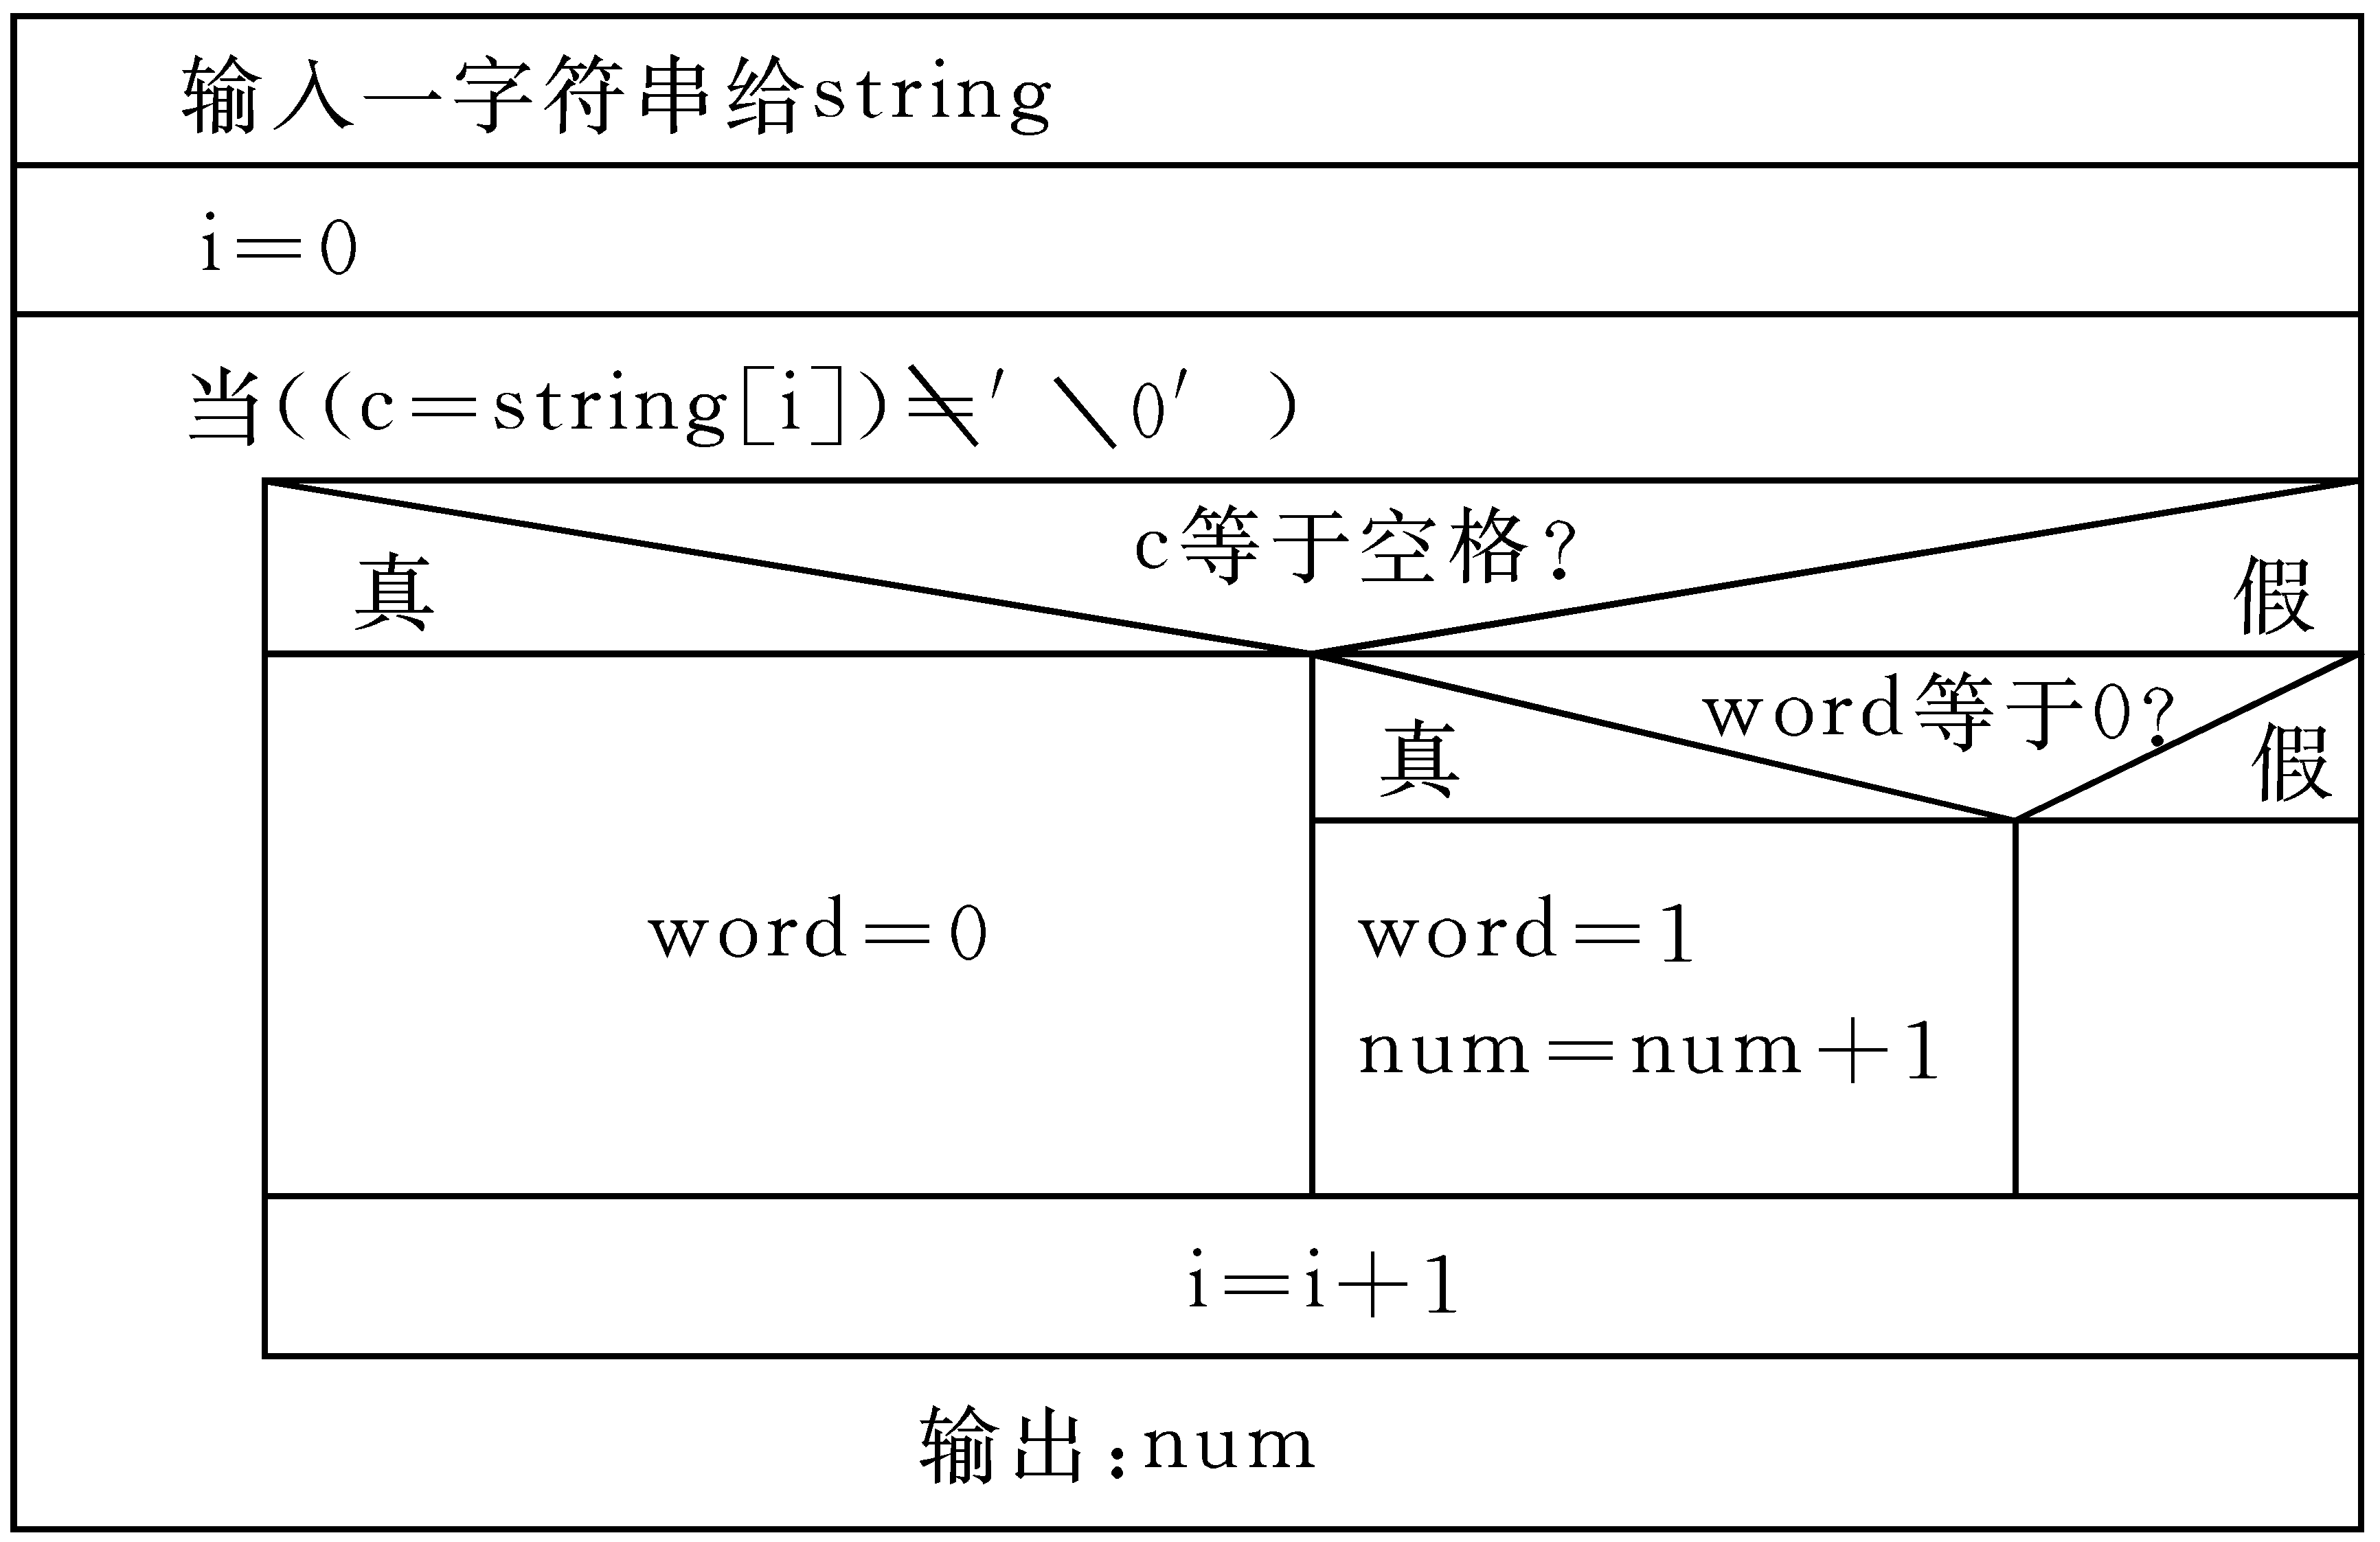 输入一字符串给string
i=0
当((c=string[i])≠'\0' )
c等于空格?
真
假
word等于0?
真
假
word=0
word=1
num=num+1
i=i+1
输出:num